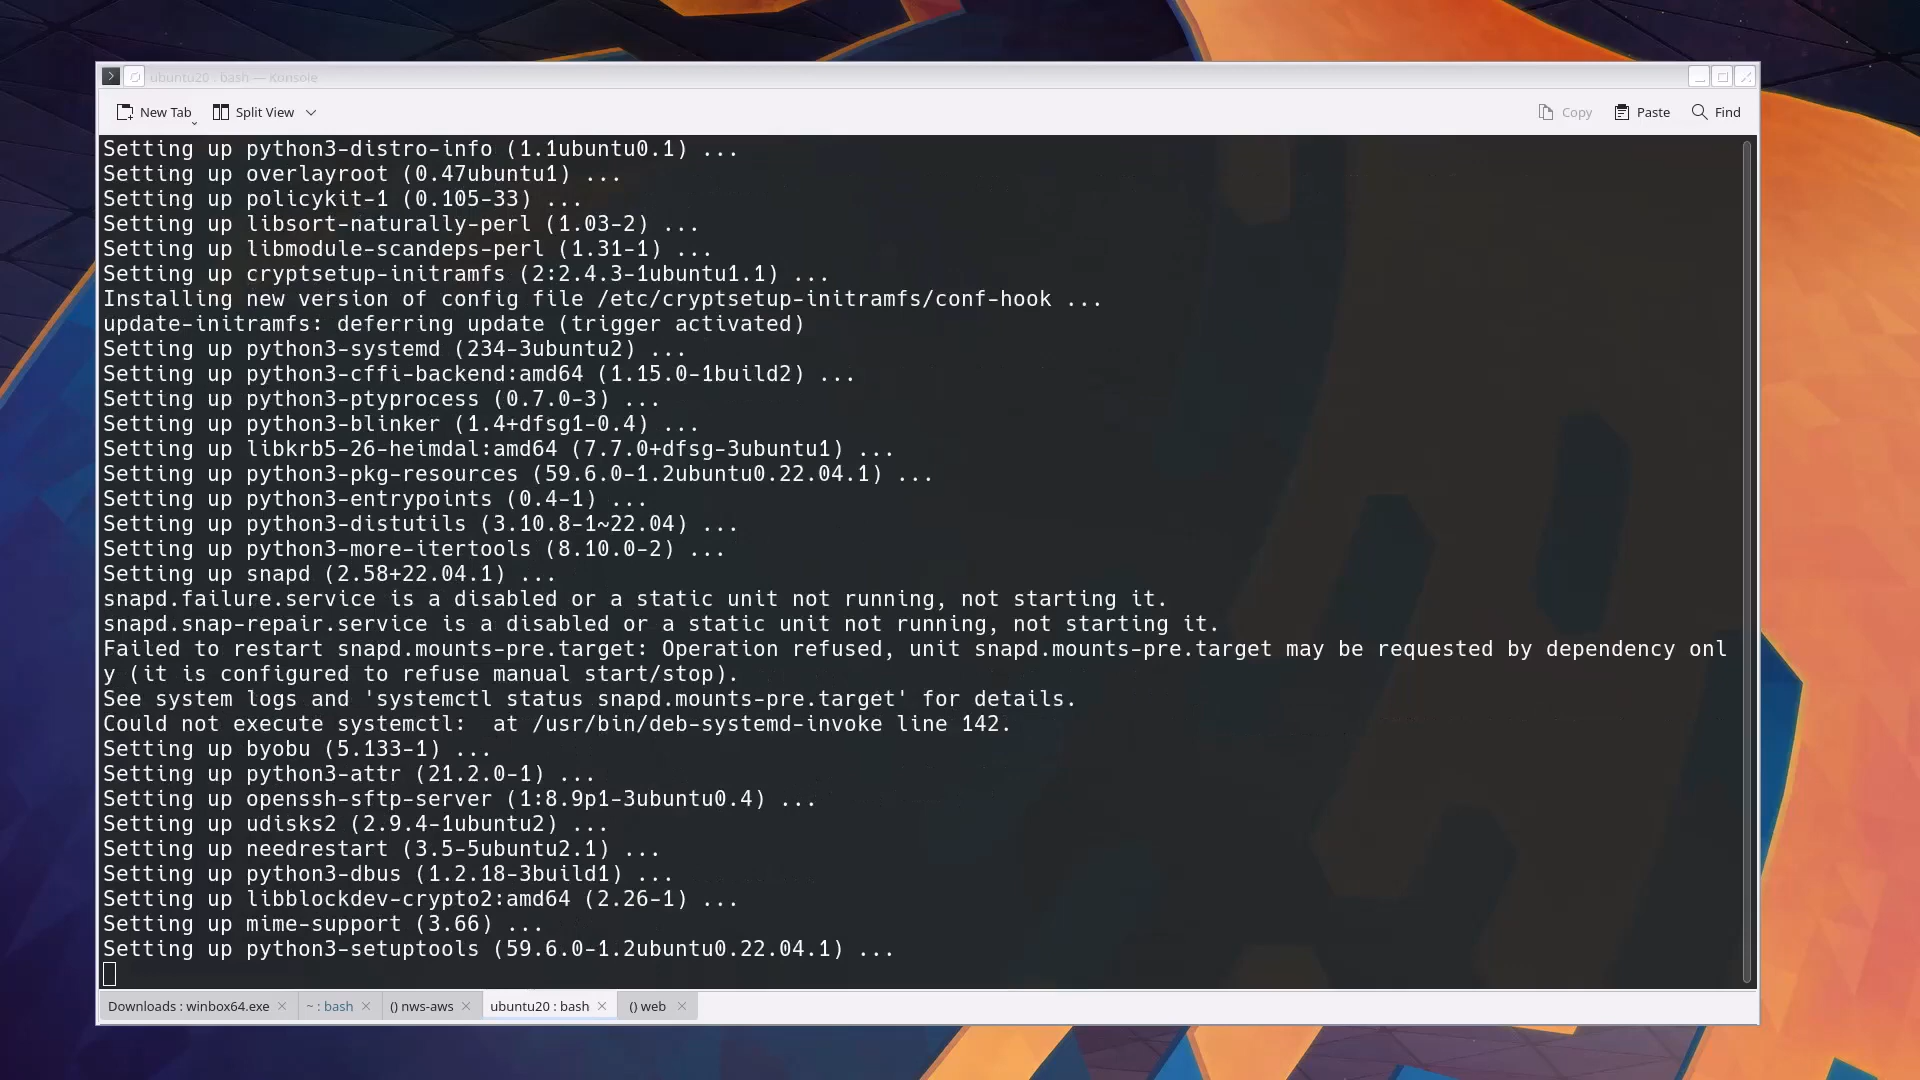 ubuntu20 : bash — Konsole
New Tab Split View Copy Paste Find
Setting up python3-distro-info (1.1ubuntu0.1) ...
Setting up overlayroot (0.47ubuntu1) ...
Setting up policykit-1 (0.105-33) ...
Setting up libsort-naturally-perl (1.03-2) ...
Setting up libmodule-scandeps-perl (1.31-1) ...
Setting up cryptsetup-initramfs (2:2.4.3-1ubuntu1.1) ...
Installing new version of config file /etc/cryptsetup-initramfs/conf-hook ...
update-initramfs: deferring update (trigger activated)
Setting up python3-systemd (234-3ubuntu2) ...
Setting up python3-cffi-backend:amd64 (1.15.0-1build2) ...
Setting up python3-ptyprocess (0.7.0-3) ...
Setting up python3-blinker (1.4+dfsg1-0.4) ...
Setting up libkrb5-26-heimdal:amd64 (7.7.0+dfsg-3ubuntu1) ...
Setting up python3-pkg-resources (59.6.0-1.2ubuntu0.22.04.1) ...
Setting up python3-entrypoints (0.4-1) ...
Setting up python3-distutils (3.10.8-1~22.04) ...
Setting up python3-more-itertools (8.10.0-2) ...
Setting up snapd (2.58+22.04.1) ...
snapd.failure.service is a disabled or a static unit not running, not starting it.
snapd.snap-repair.service is a disabled or a static unit not running, not starting it.
Failed to restart snapd.mounts-pre.target: Operation refused, unit snapd.mounts-pre.target may be requested by dependency onl
y (it is configured to refuse manual start/stop).
See system logs and 'systemctl status snapd.mounts-pre.target' for details.
Could not execute systemctl:  at /usr/bin/deb-systemd-invoke line 142.
Setting up byobu (5.133-1) ...
Setting up python3-attr (21.2.0-1) ...
Setting up openssh-sftp-server (1:8.9p1-3ubuntu0.4) ...
Setting up udisks2 (2.9.4-1ubuntu2) ...
Setting up needrestart (3.5-5ubuntu2.1) ...
Setting up python3-dbus (1.2.18-3build1) ...
Setting up libblockdev-crypto2:amd64 (2.26-1) ...
Setting up mime-support (3.66) ...
Setting up python3-setuptools (59.6.0-1.2ubuntu0.22.04.1) ...
Downloads : winbox64.exe ~ : bash () nws-aws ubuntu20 : bash () web